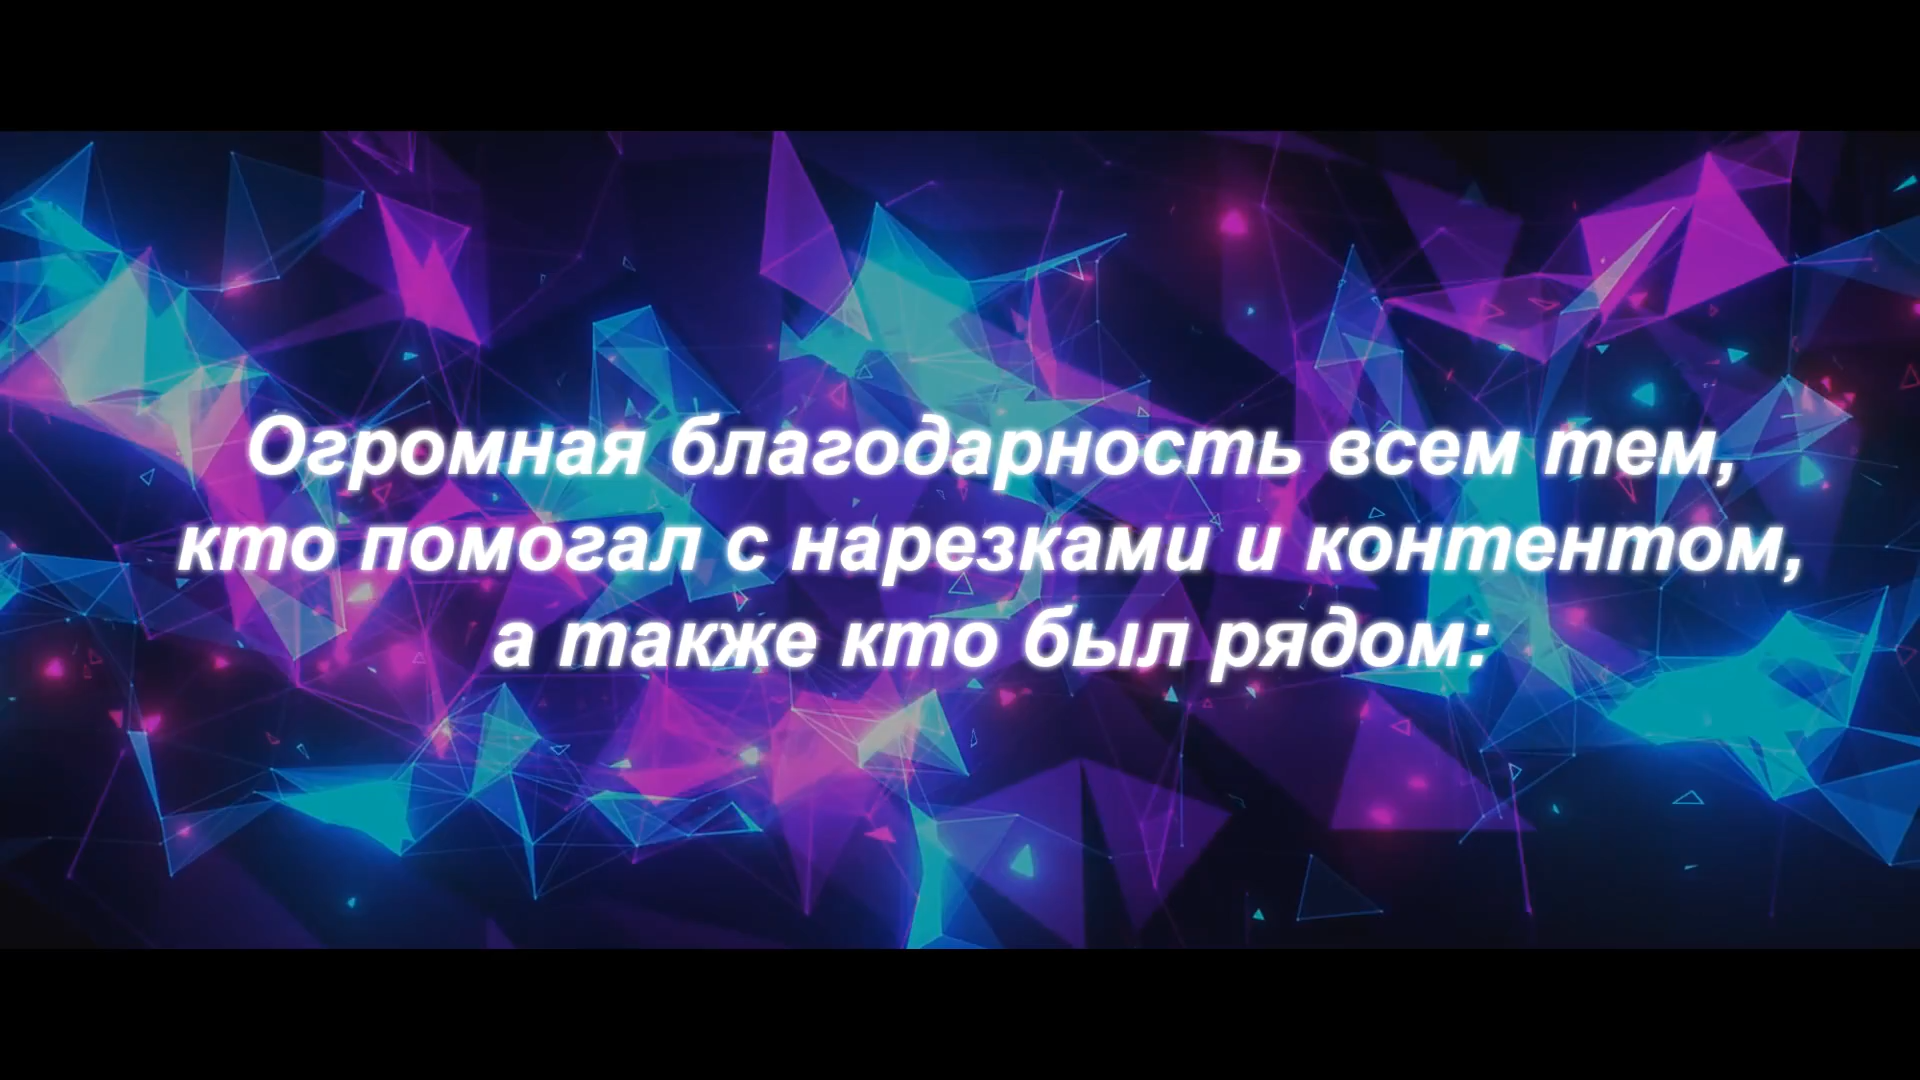 Огромная благодарность всем тем,
кто помогал с нарезками и контентом,
а также кто был рядом: